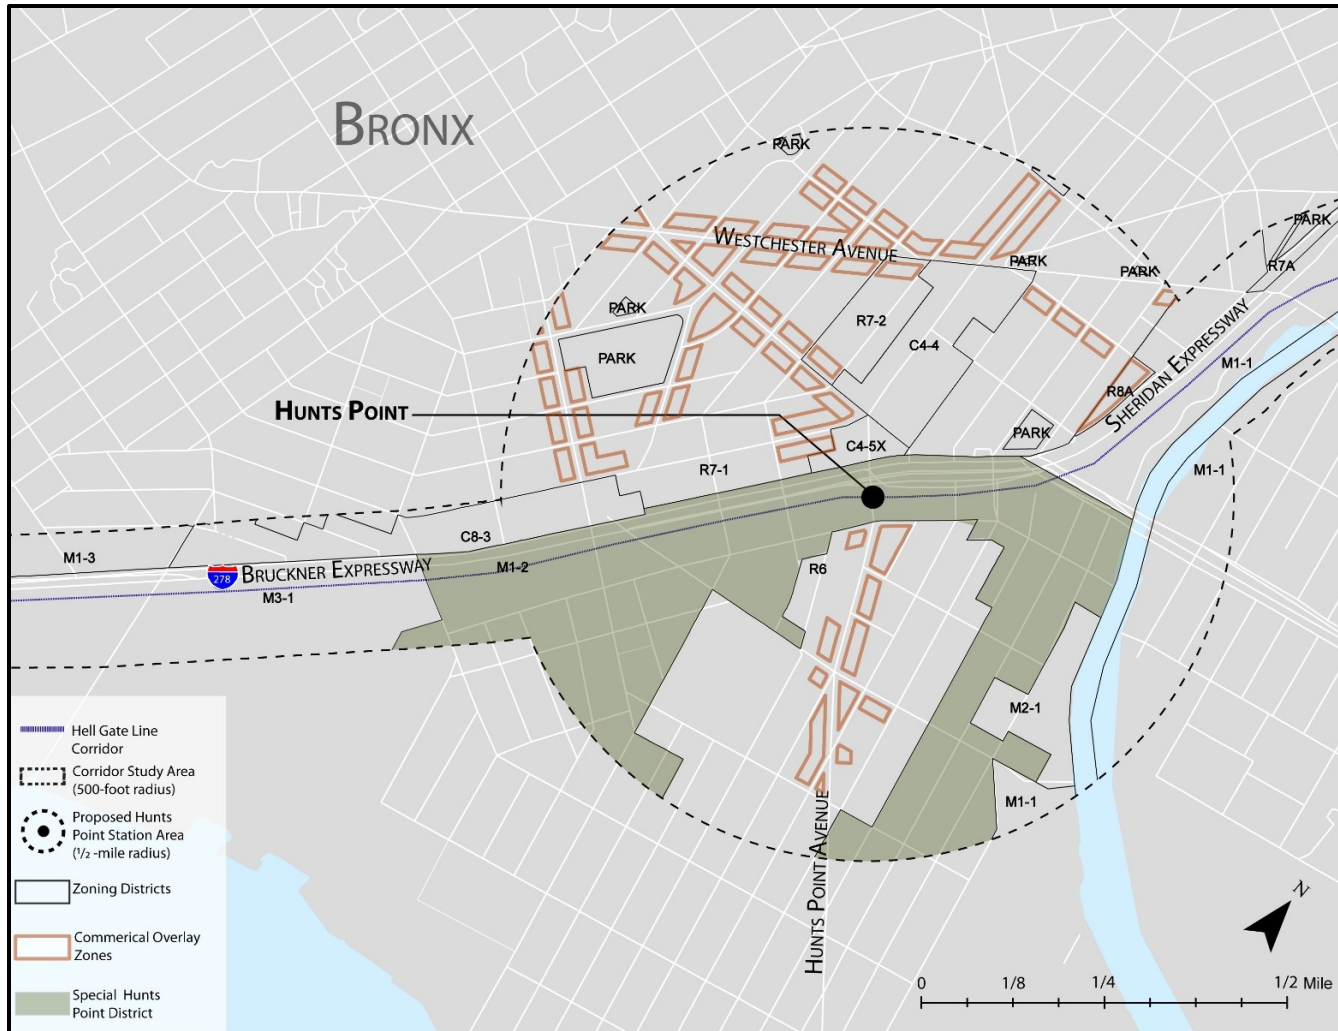 BRONX
PARK
PARK
R7A
WESTCHESTER AVENUE
PARK
PARK
PARK
R7-2
C4-4
PARK
M1-1
SHERIDAN EXPRESSWAY
R8A
HUNTS POINT
PARK
C4-5X
R7-1
M1-1
C8-3
M1-3
278
BRUCKNER EXPRESSWAY
M1-2
R6
M3-1
M2-1
M1-1
HUNTS POINT AVENUE
Hell Gate Line
Corridor
Corridor Study Area
(500-foot radius)
Proposed Hunts
Point Station Area
(1/2 -mile radius)
Zoning Districts
Commerical Overlay
Zones
Special Hunts
Point District
N
0 1/8 1/4 1/2 Mile